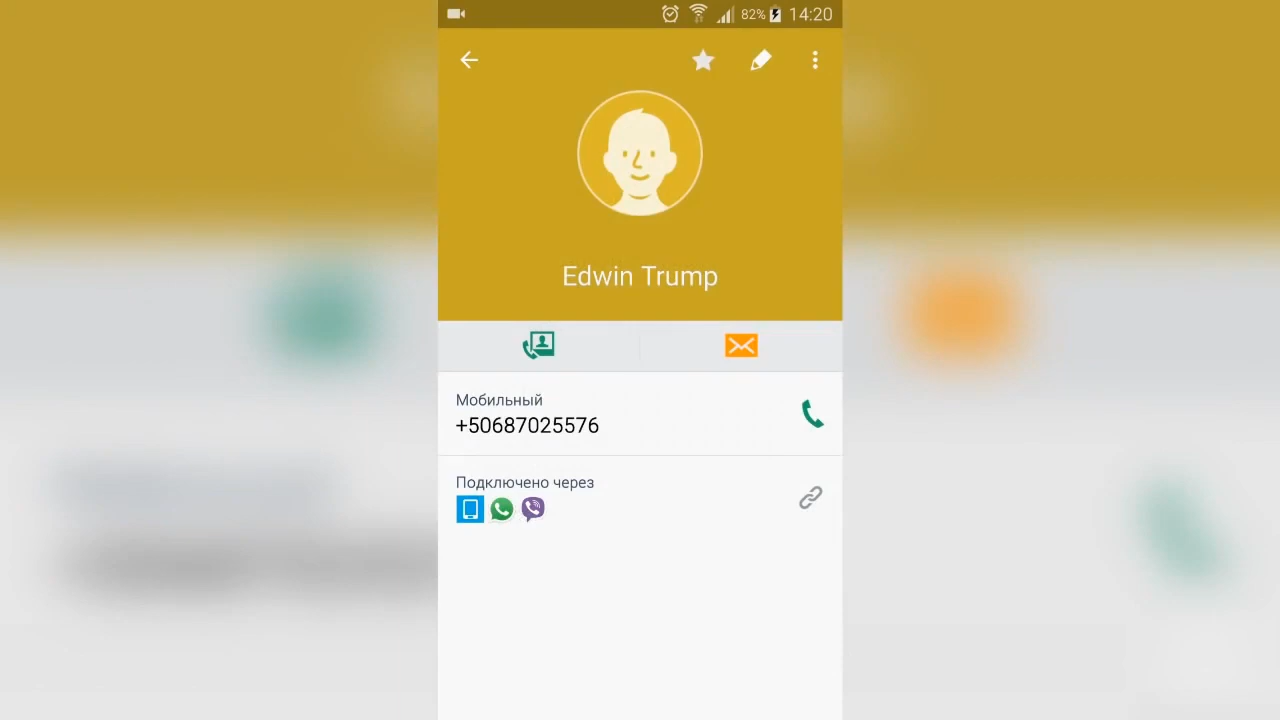 82% 14:20
Edwin Trump
Мобильный
+50687025576
Подключено через